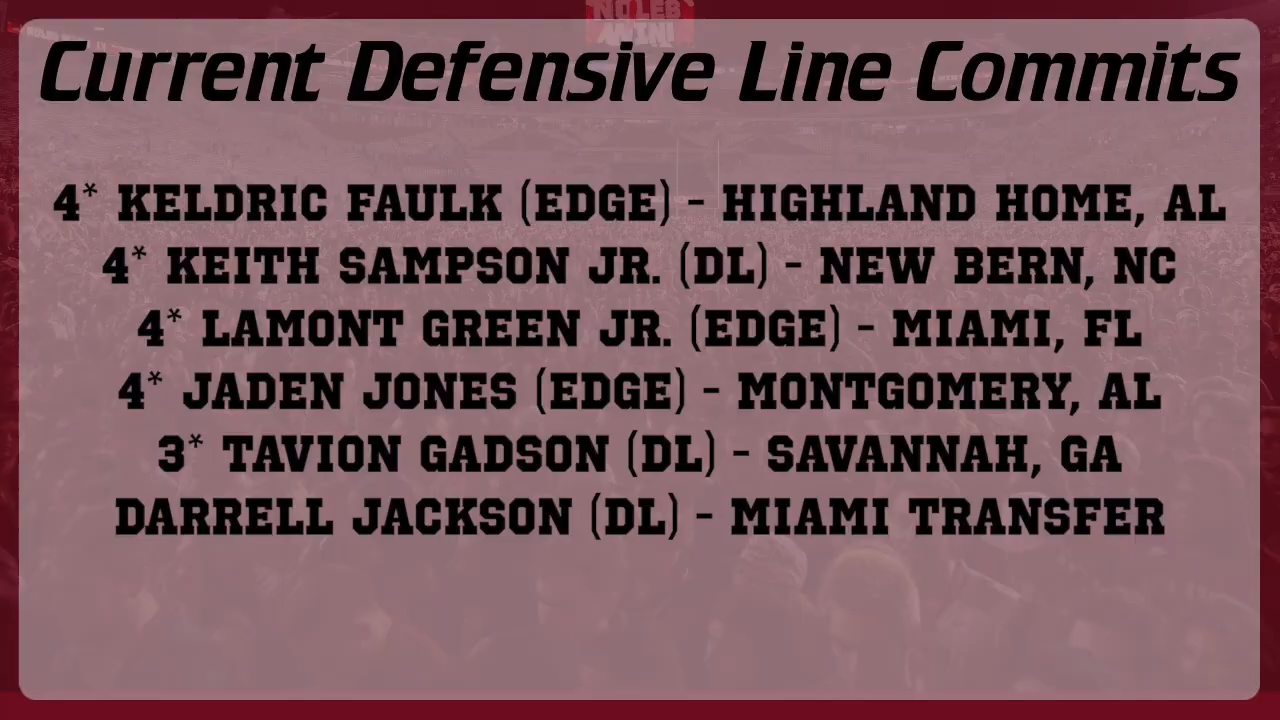 NOLES
WIN!
Current Defensive Line Commits
4* KELDRIC FAULK (EDGE) - HIGHLAND HOME, AL
4* KEITH SAMPSON JR. (DL) - NEW BERN, NC
4* LAMONT GREEN JR. (EDGE) - MIAMI, FL
4* JADEN JONES (EDGE) - MONTGOMERY, AL
3* TAVION GADSON (DL) - SAVANNAH, GA
DARRELL JACKSON (DL) - MIAMI TRANSFER